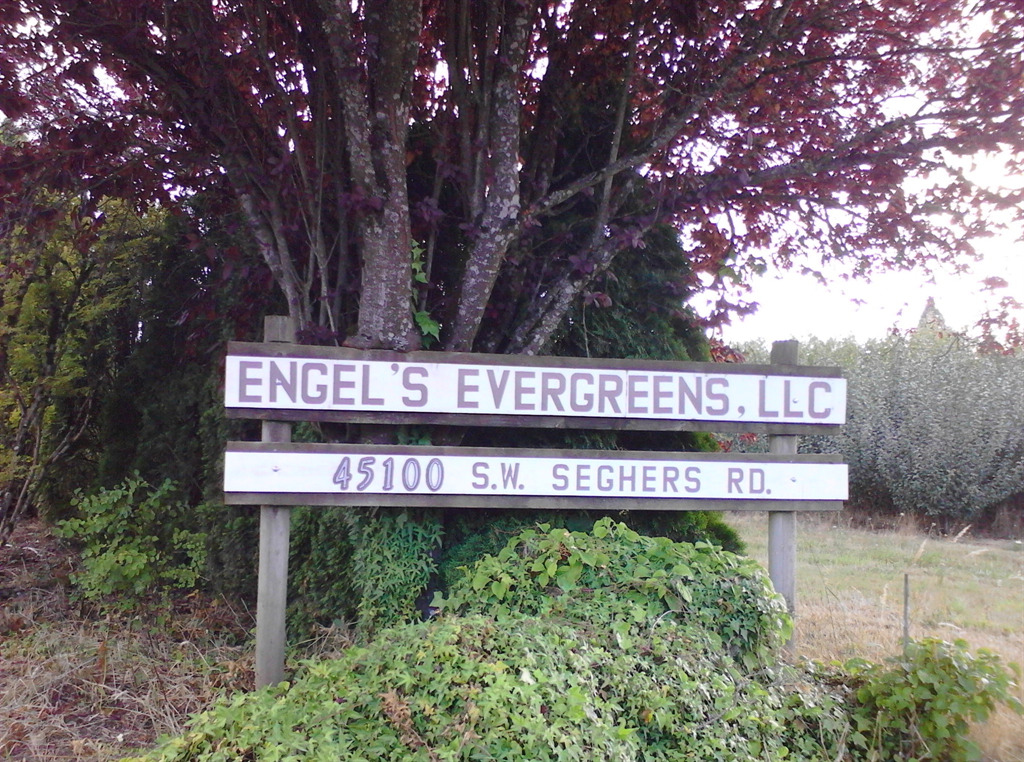 ENGEL'S EVERGREENS, LLC
45100 S.W. SEGHERS RD.